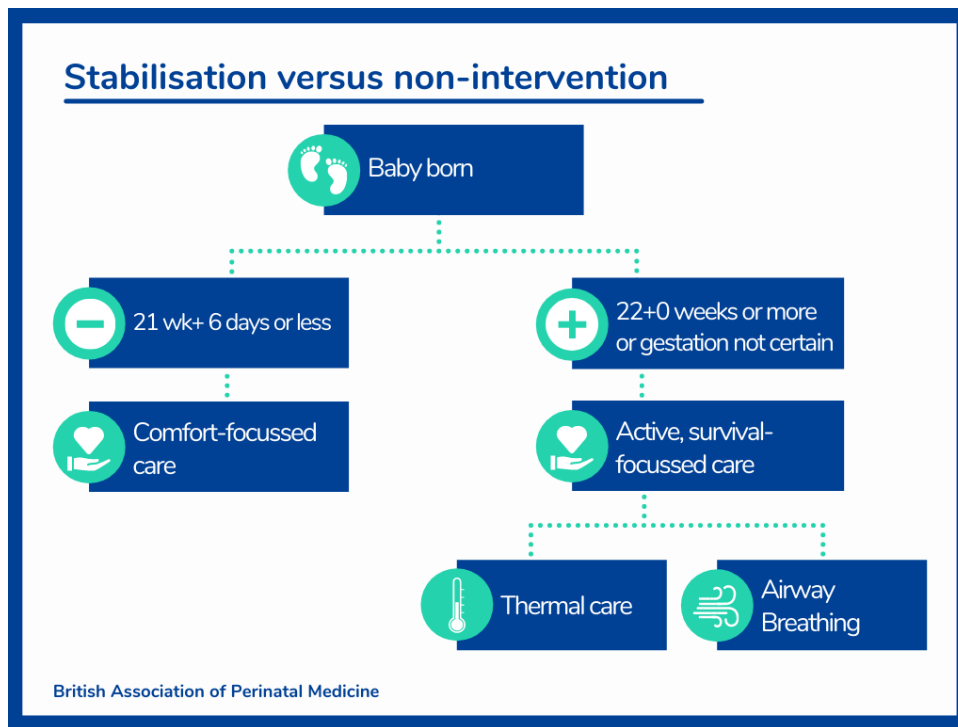 Stabilisation versus non-intervention
Baby born
21 wk+ 6 days or less
22+0 weeks or more
or gestation not certain
Comfort-focussed
care
Active, survival-
focussed care
Thermal care
Airway
Breathing
British Association of Perinatal Medicine